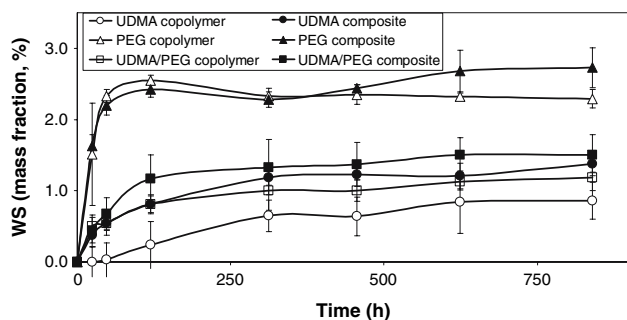 WS (mass fraction, %)
3.0
2.0
1.0
0.0
UDMA copolymer
UDMA composite
PEG copolymer
PEG composite
UDMA/PEG copolymer
UDMA/PEG composite
0
250
500
750
Time (h)